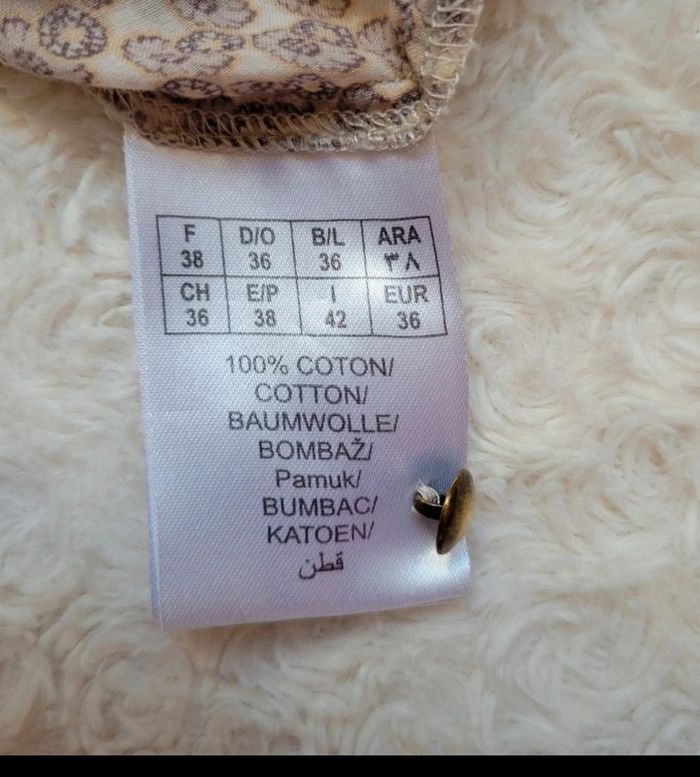 F D/O B/L ARA
38 36 36 ٣٨
CH E/P I EUR
36 38 42 36
100% COTON/
COTTON/
BAUMWOLLE/
BOMBAŽ/
Pamuk/
BUMBAC/
KATOEN/
قطن